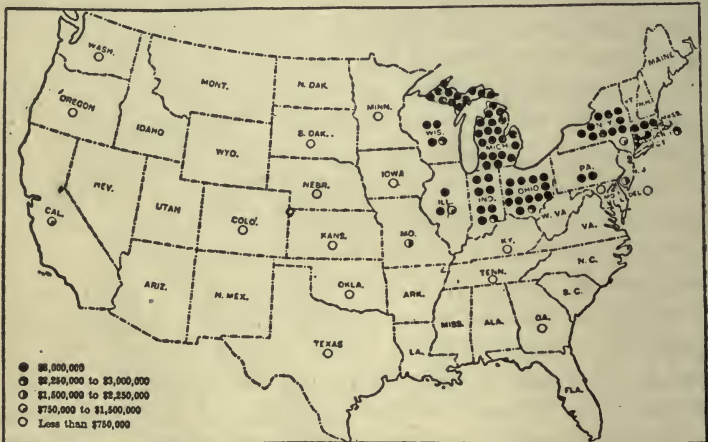 WASH.
MONT.
N. DAK.
MINN.
MAINE
OREGON
IDAHO
S. DAK.
WIS.
MICH
N.H.
MASS.
WYO.
CT
NEBR.
IOWA
PA.
N.J
NEV.
UTAH
COLO.
ILL.
IND.
OHIO
MD.
DEL
CAL.
KANS.
MO.
W. VA
VA.
KY.
ARIZ.
N. MEX.
OKLA.
ARK.
TENN.
N.C.
S.C.
TEXAS
LA.
MISS.
ALA.
GA.
FLA.
$3,000,000
$2,250,000 to $3,000,000
$1,500,000 to $2,250,000
$750,000 to $1,500,000
Less than $750,000